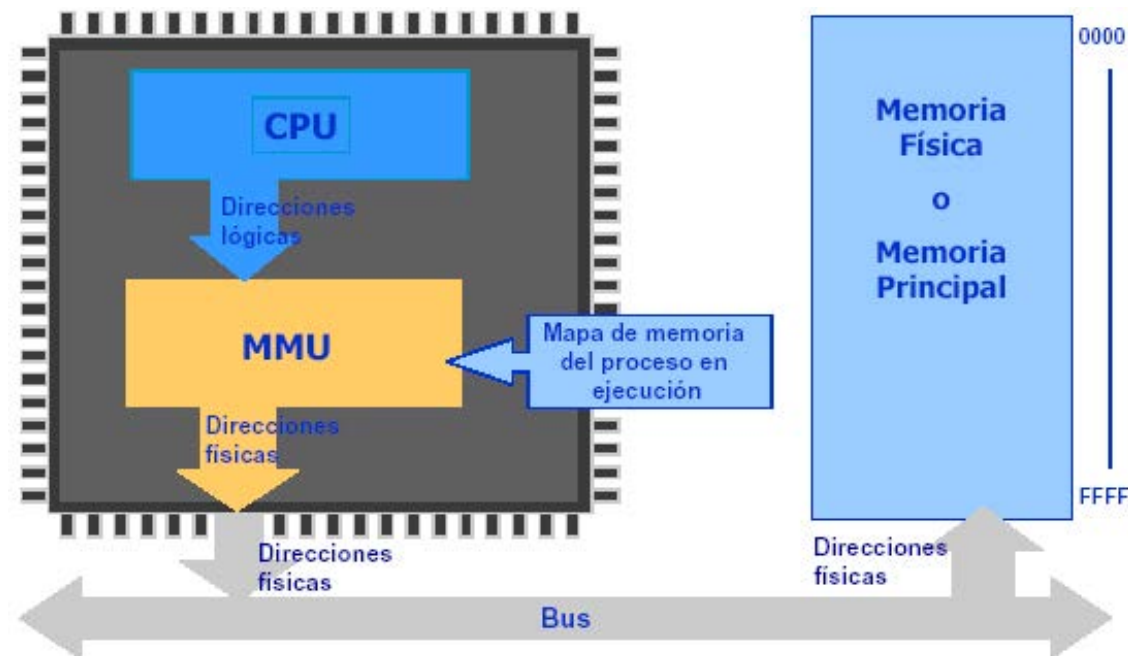 CPU
Direcciones
lógicas
MMU
Mapa de memoria
del proceso en
ejecución
Direcciones
físicas
Direcciones
físicas
Bus
Memoria
Física
o
Memoria
Principal
0000
FFFF
Direcciones
físicas